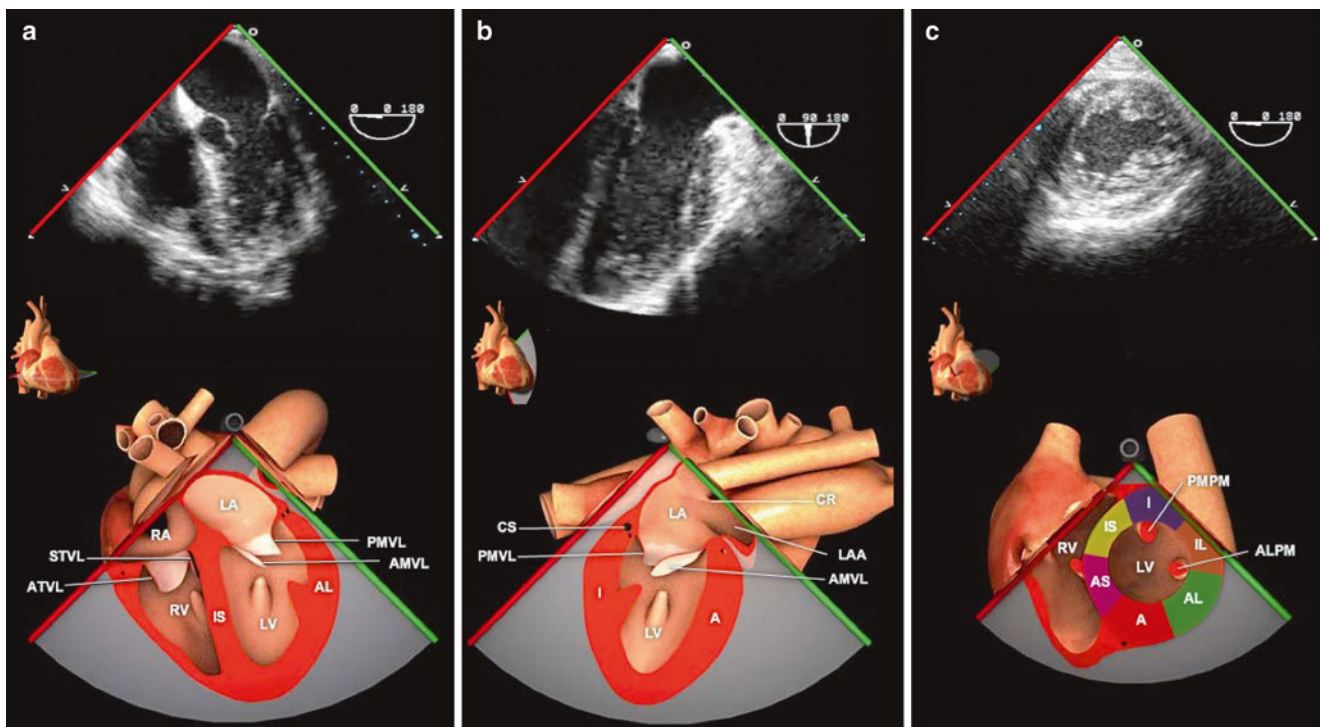 a
0 0 180
RA
LA
STVL
ATVL
RV
IS
LV
AL
PMVL
AMVL
b
0 90 180
CS
PMVL
I
LV
A
LA
CR
LAA
AMVL
c
0 0 180
RV
IS
I
PMPM
IL
ALPM
LV
AS
A
AL